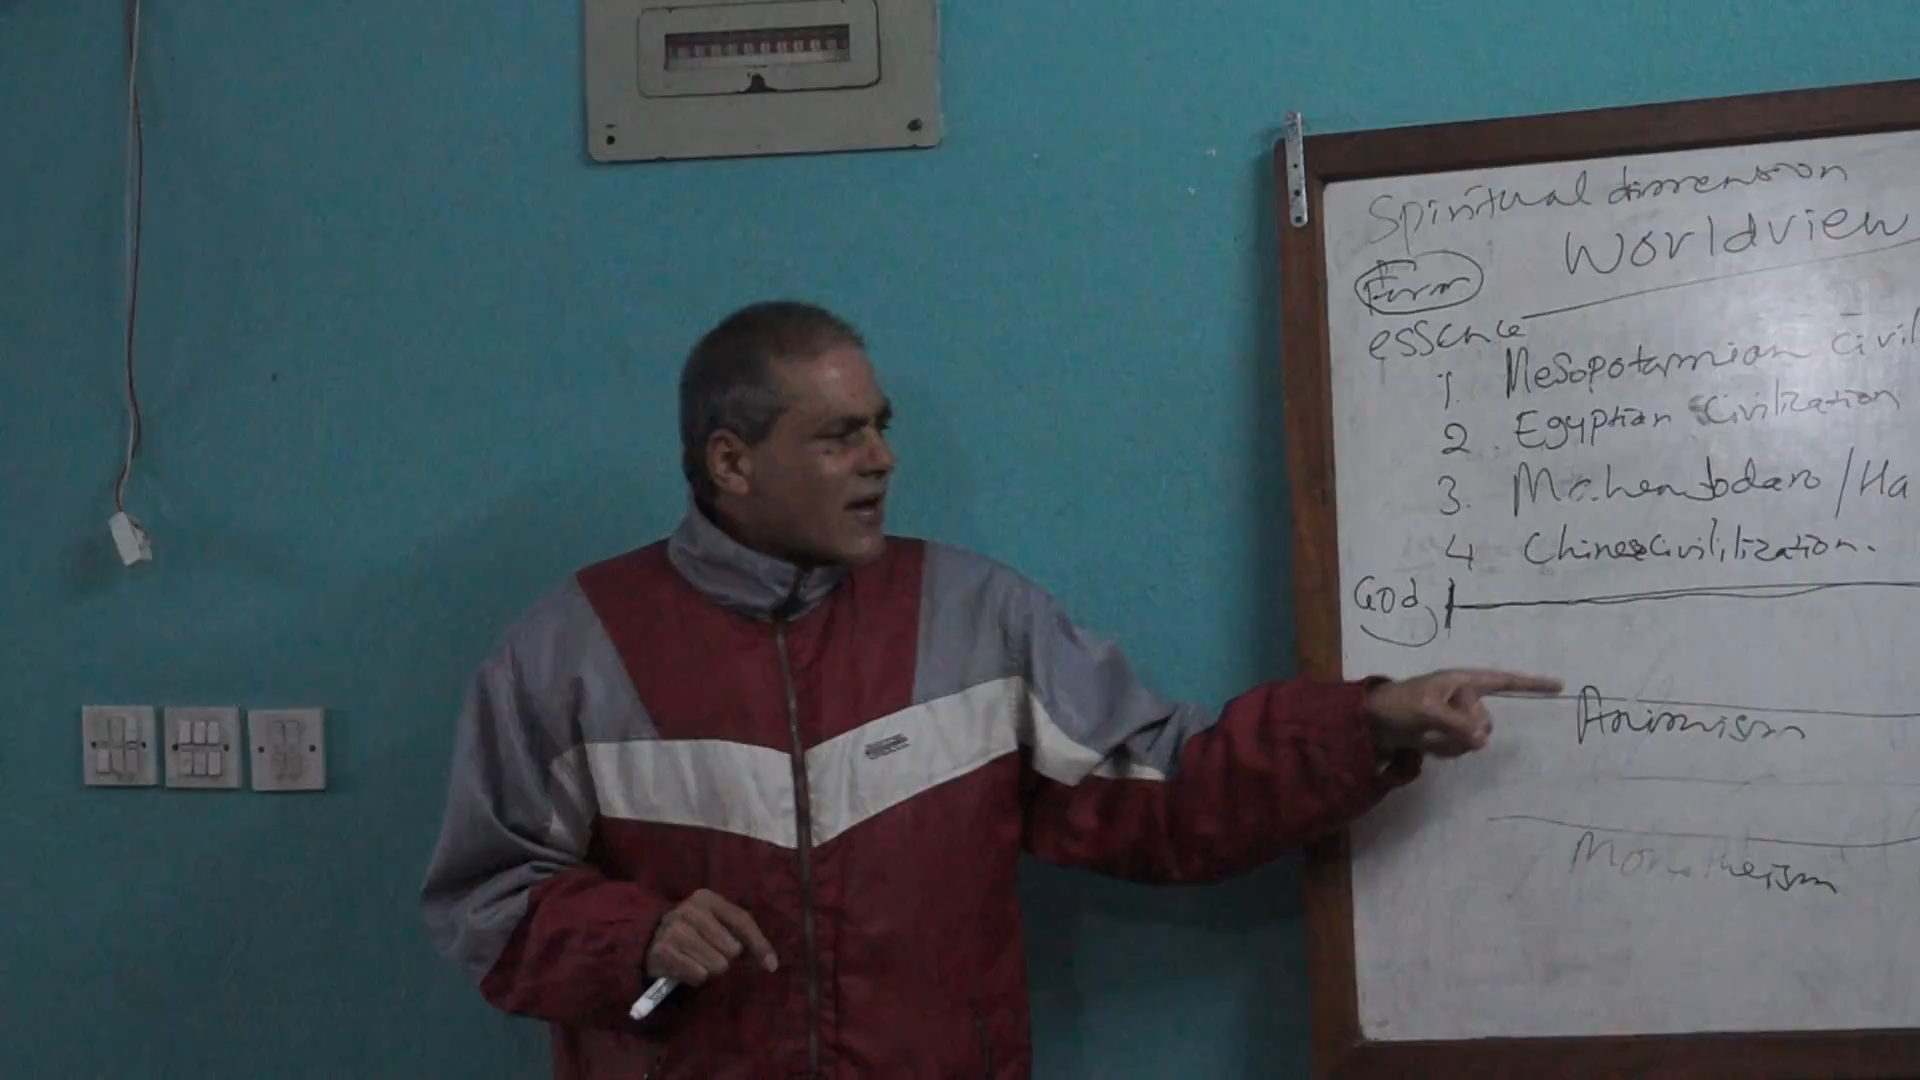 Spiritual dimension
Worldview
Form
essence
1. Mesopotamian civil
2. Egyptian Civilization
3. Mohenjodaro / Ha
4 Chinese civilization.
God
Animism
Monotheism